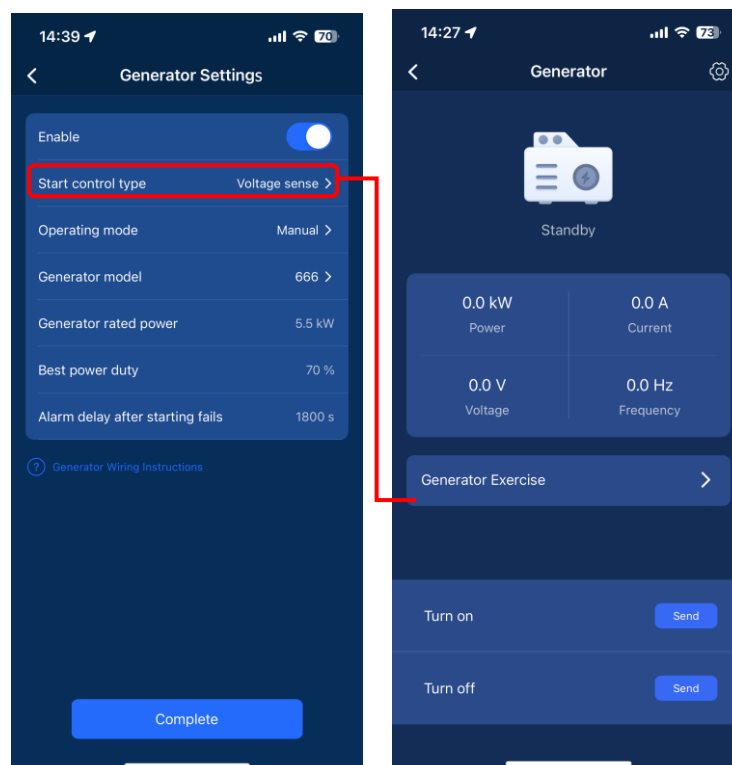 14:39
70
Generator Settings
Enable
Start control type Voltage sense
Operating mode Manual
Generator model 666
Generator rated power 5.5 kW
Best power duty 70 %
Alarm delay after starting fails 1800 s
? Generator Wiring Instructions
Complete
14:27
73
Generator
Standby
0.0 kW 0.0 A
Power Current
0.0 V 0.0 Hz
Voltage Frequency
Generator Exercise
Turn on Send
Turn off Send